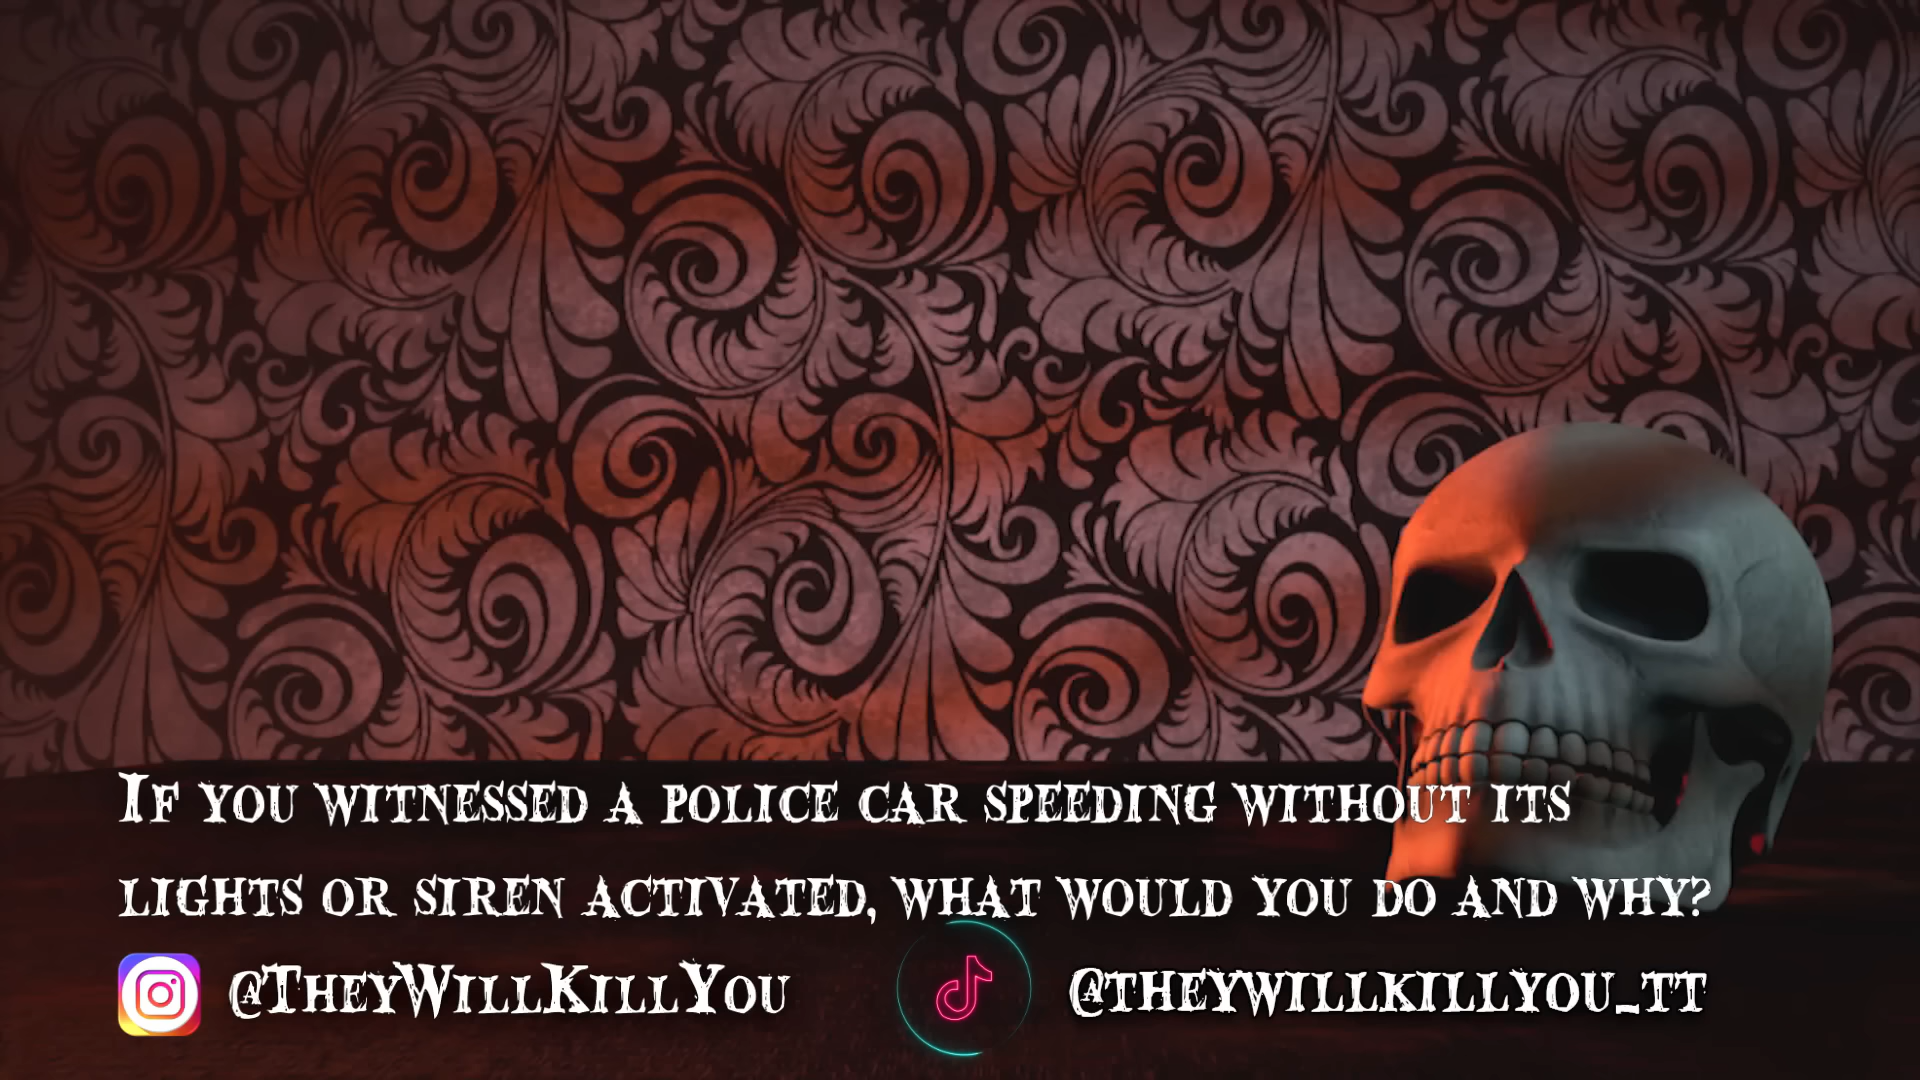 If you witnessed a police car speeding without its
lights or siren activated, what would you do and why?
@TheyWillKillYou @theywillkillyou_tt